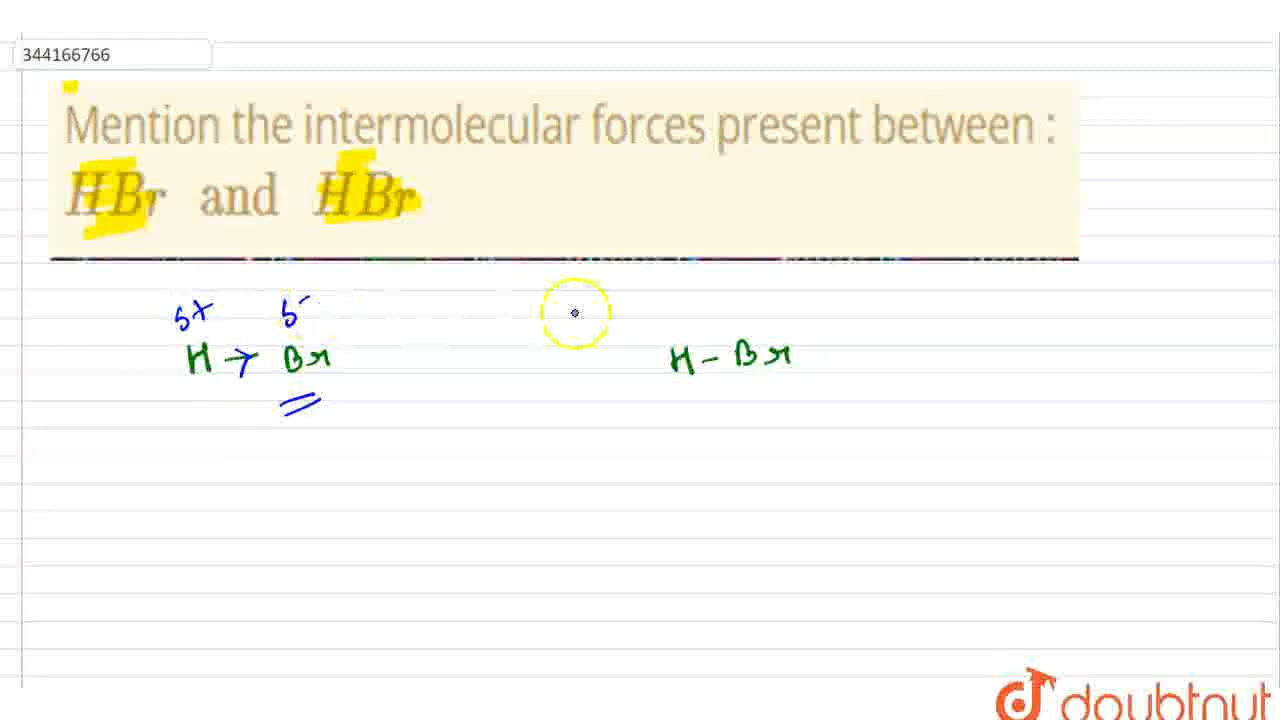 344166766
Mention the intermolecular forces present between :
HBr and HBr
δ+ δ-
H → Br H - Br
doubtnut